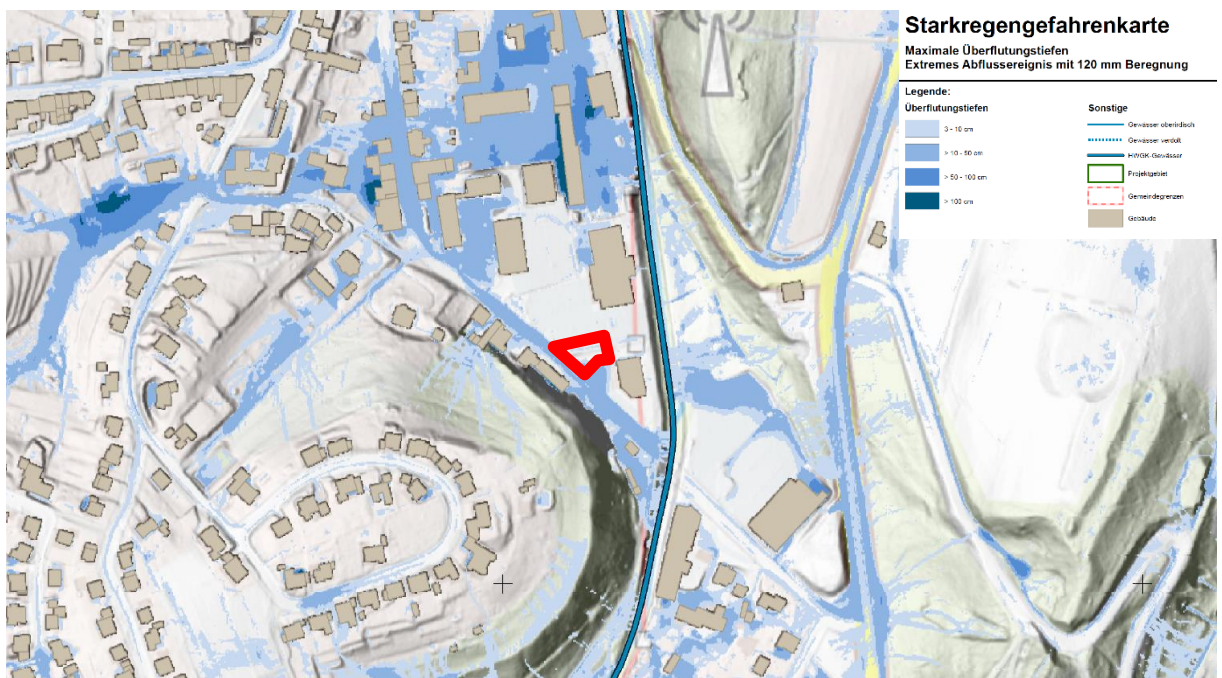 Starkregengefahrenkarte
Maximale Überflutungstiefen
Extremes Abflussereignis mit 120 mm Beregnung
Legende:
Überflutungstiefen
3 - 10 cm
> 10 - 50 cm
> 50 - 100 cm
> 100 cm
Sonstige
Gewässer oberirdisch
Gewässer verdolt
HWGK-Gewässer
Projektgebiet
Gemeindegrenzen
Gebäude